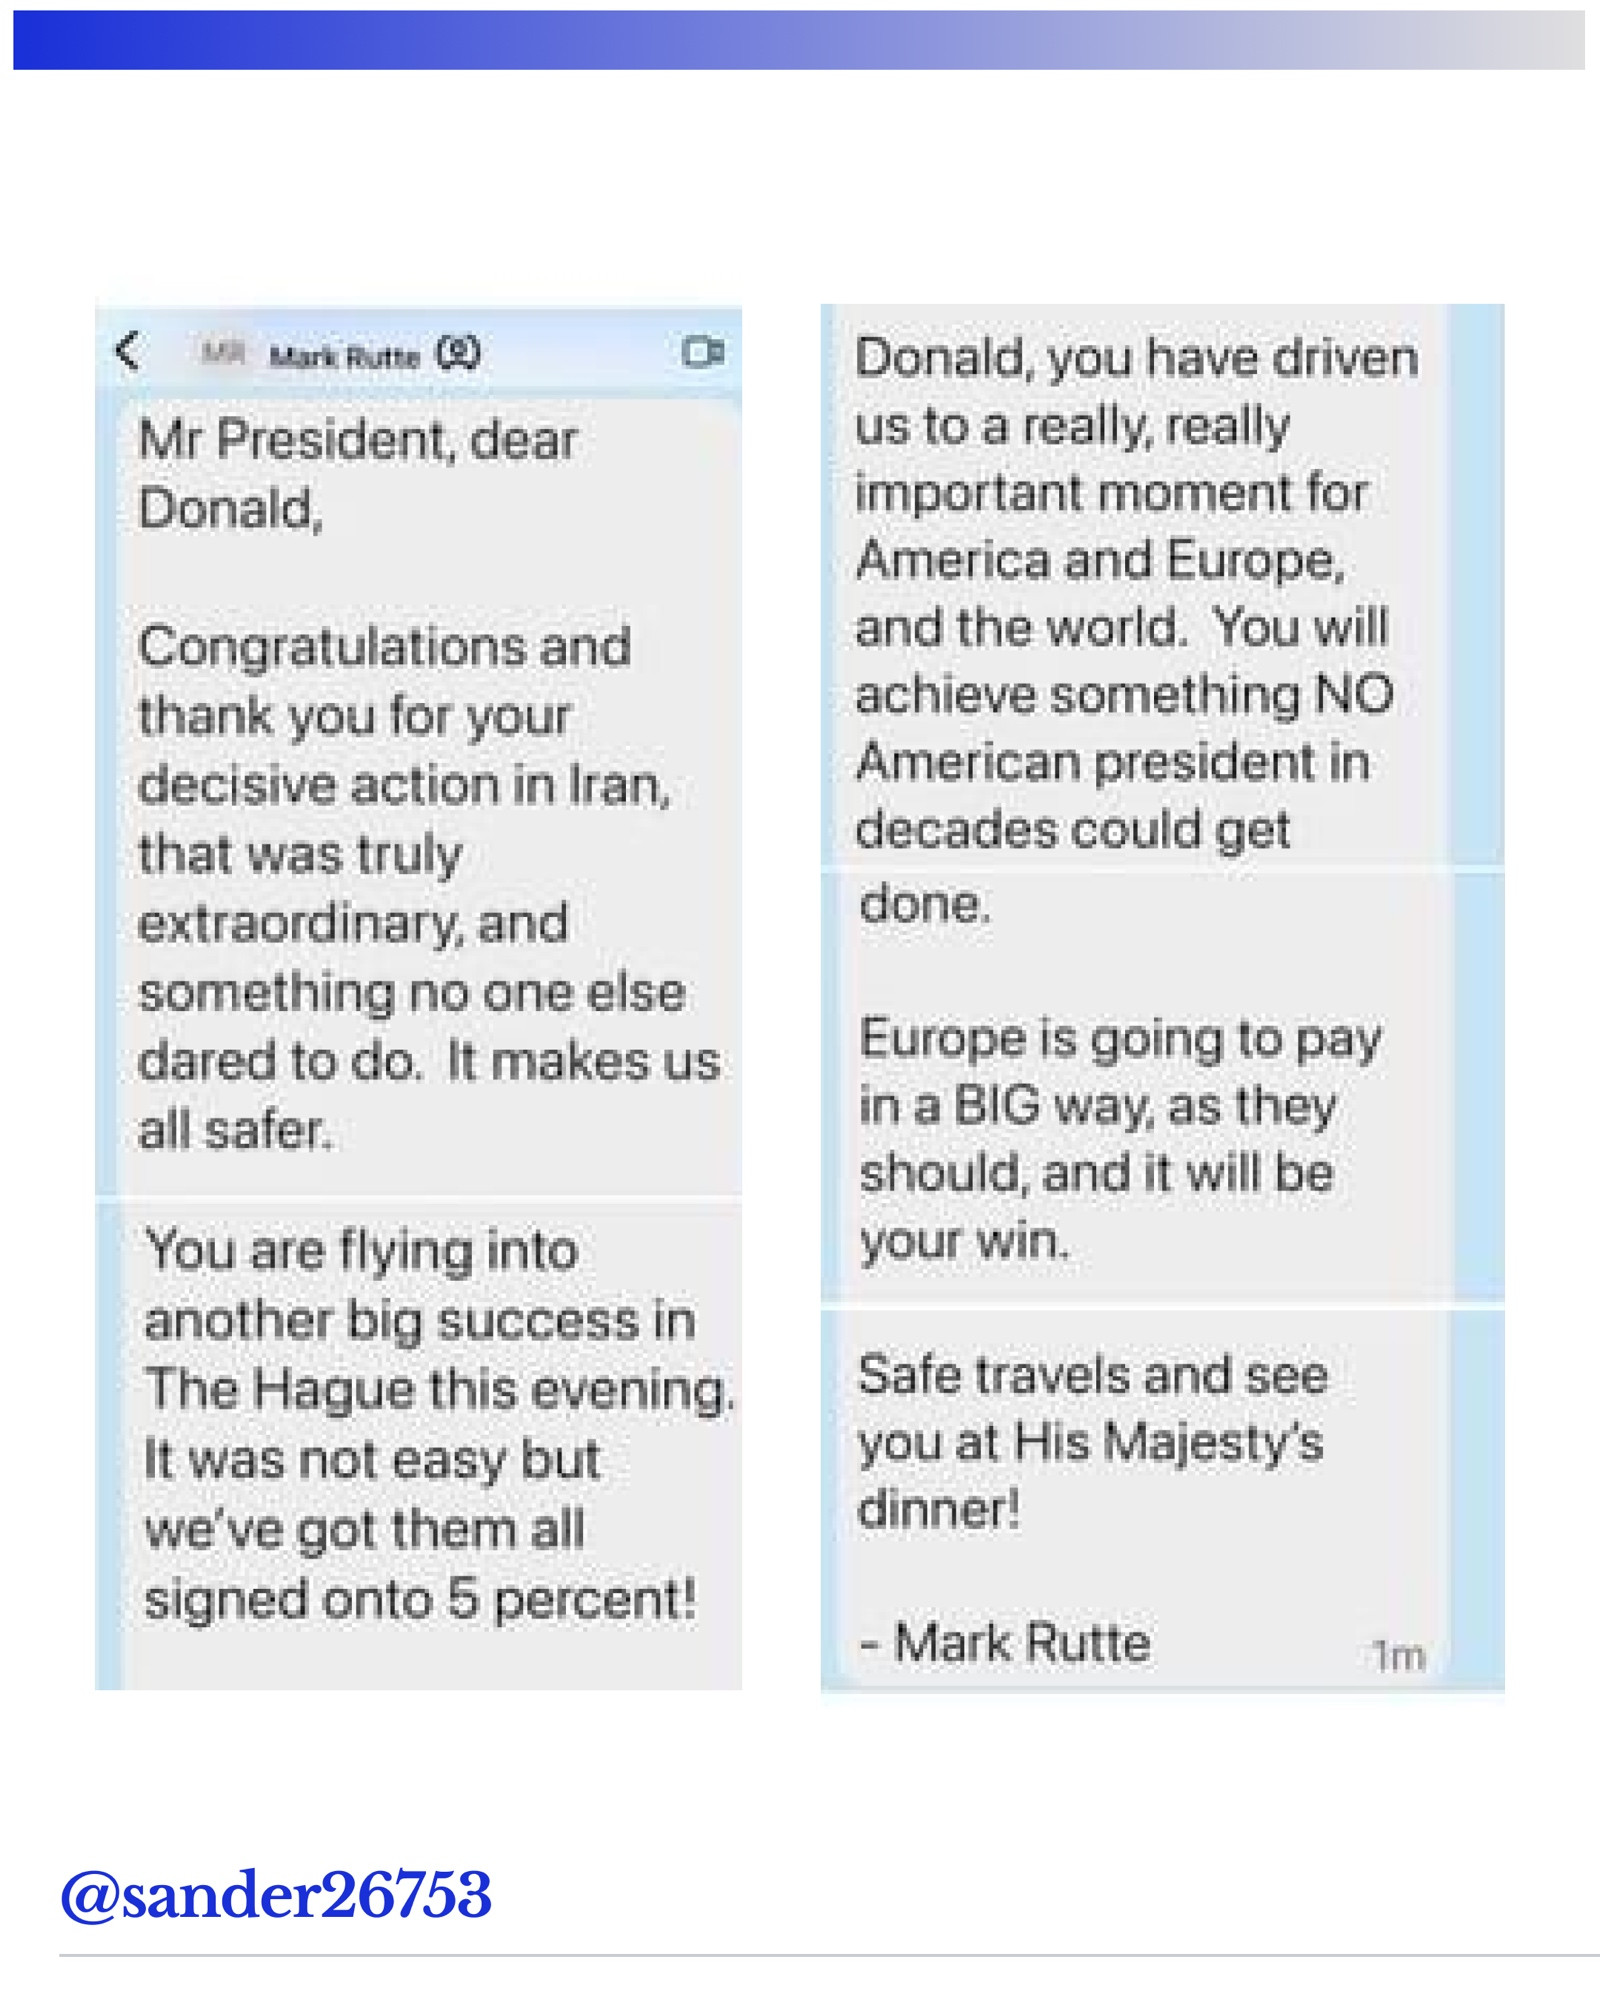 MR Mark Rutte
Mr President, dear
Donald,
Congratulations and
thank you for your
decisive action in Iran,
that was truly
extraordinary, and
something no one else
dared to do. It makes us
all safer.
You are flying into
another big success in
The Hague this evening.
It was not easy but
we've got them all
signed onto 5 percent!
Donald, you have driven
us to a really, really
important moment for
America and Europe,
and the world. You will
achieve something NO
American president in
decades could get
done.
Europe is going to pay
in a BIG way, as they
should, and it will be
your win.
Safe travels and see
you at His Majesty's
dinner!
- Mark Rutte
1m
@sander26753